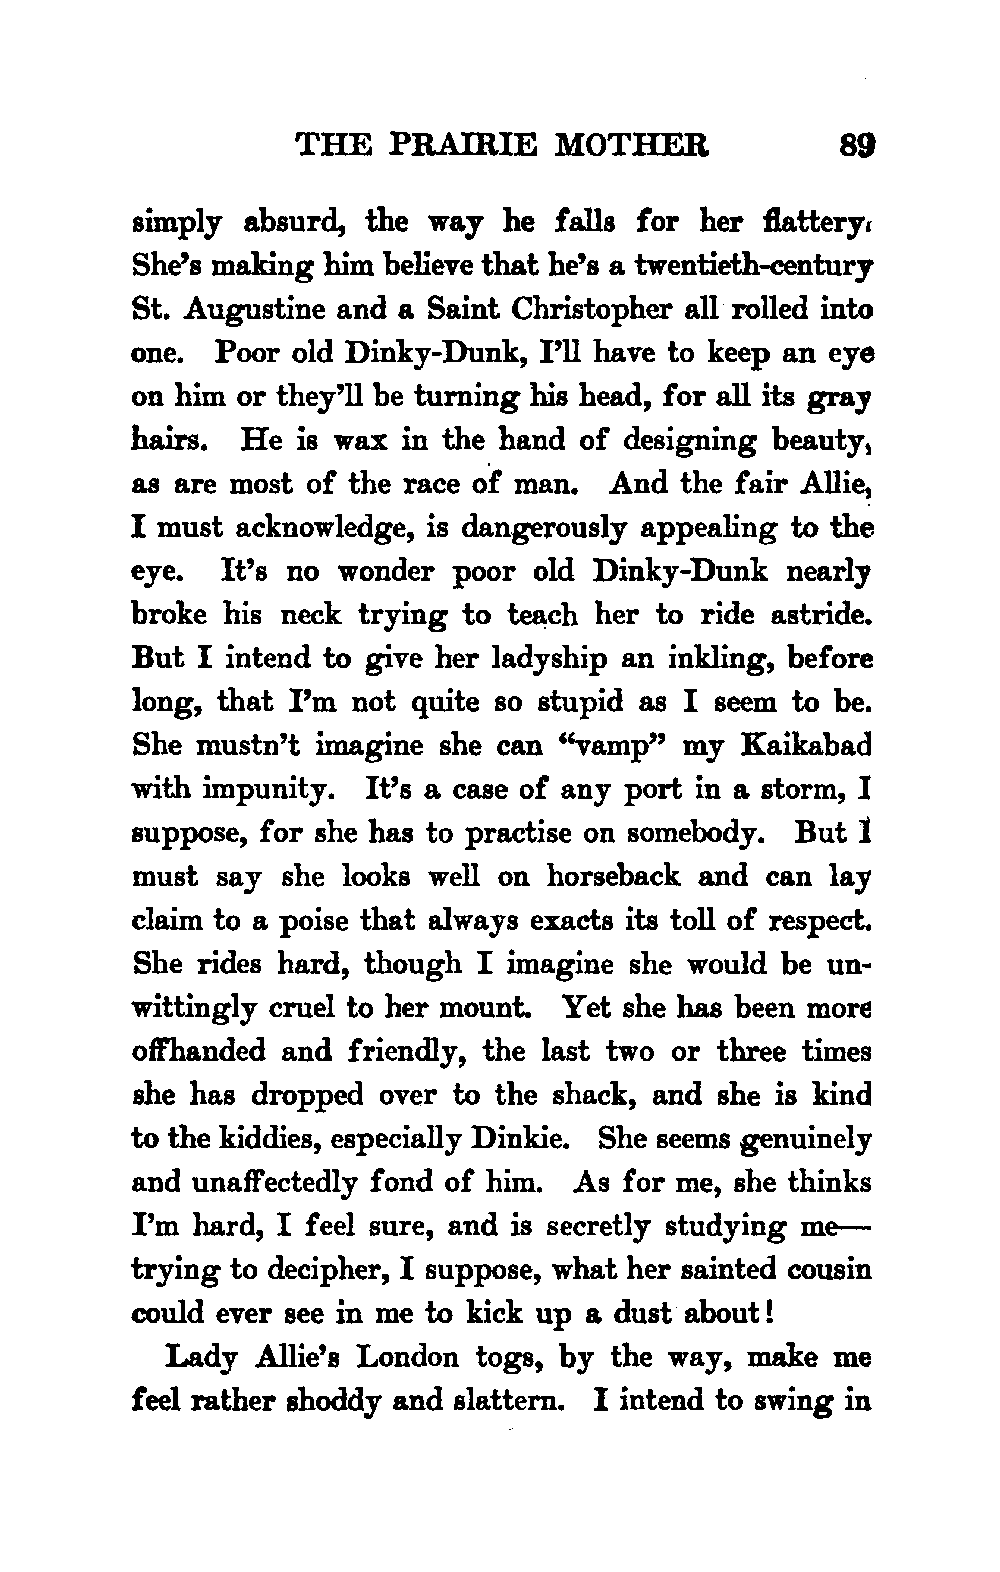 THE PRAIRIE MOTHER 89
simply absurd, the way he falls for her flattery.
She's making him believe that he's a twentieth-century
St. Augustine and a Saint Christopher all rolled into
one. Poor old Dinky-Dunk, I'll have to keep an eye
on him or they'll be turning his head, for all its gray
hairs. He is wax in the hand of designing beauty,
as are most of the race of man. And the fair Allie,
I must acknowledge, is dangerously appealing to the
eye. It's no wonder poor old Dinky-Dunk nearly
broke his neck trying to teach her to ride astride.
But I intend to give her ladyship an inkling, before
long, that I'm not quite so stupid as I seem to be.
She mustn't imagine she can “vamp” my Kaikabad
with impunity. It's a case of any port in a storm, I
suppose, for she has to practise on somebody. But I
must say she looks well on horseback and can lay
claim to a poise that always exacts its toll of respect.
She rides hard, though I imagine she would be un-
wittingly cruel to her mount. Yet she has been more
offhanded and friendly, the last two or three times
she has dropped over to the shack, and she is kind
to the kiddies, especially Dinkie. She seems genuinely
and unaffectedly fond of him. As for me, she thinks
I'm hard, I feel sure, and is secretly studying me—
trying to decipher, I suppose, what her sainted cousin
could ever see in me to kick up a dust about!
Lady Allie's London togs, by the way, make me
feel rather shoddy and slattern. I intend to swing in